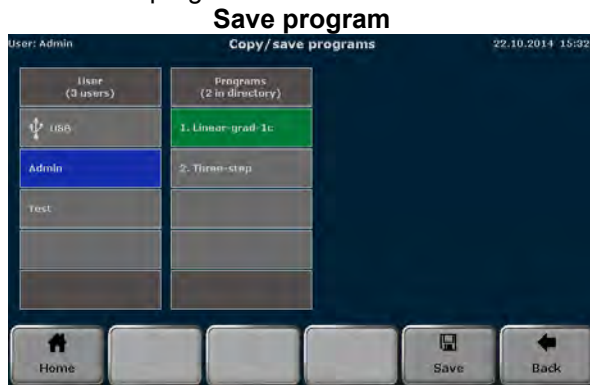 Save program
User: Admin
Copy/save programs
22.10.2014 15:32
User
(3 users)
Programs
(2 in directory)
USB
1. Linear-grad-1c
Admin
2. Three-step
Test
Home
Save
Back